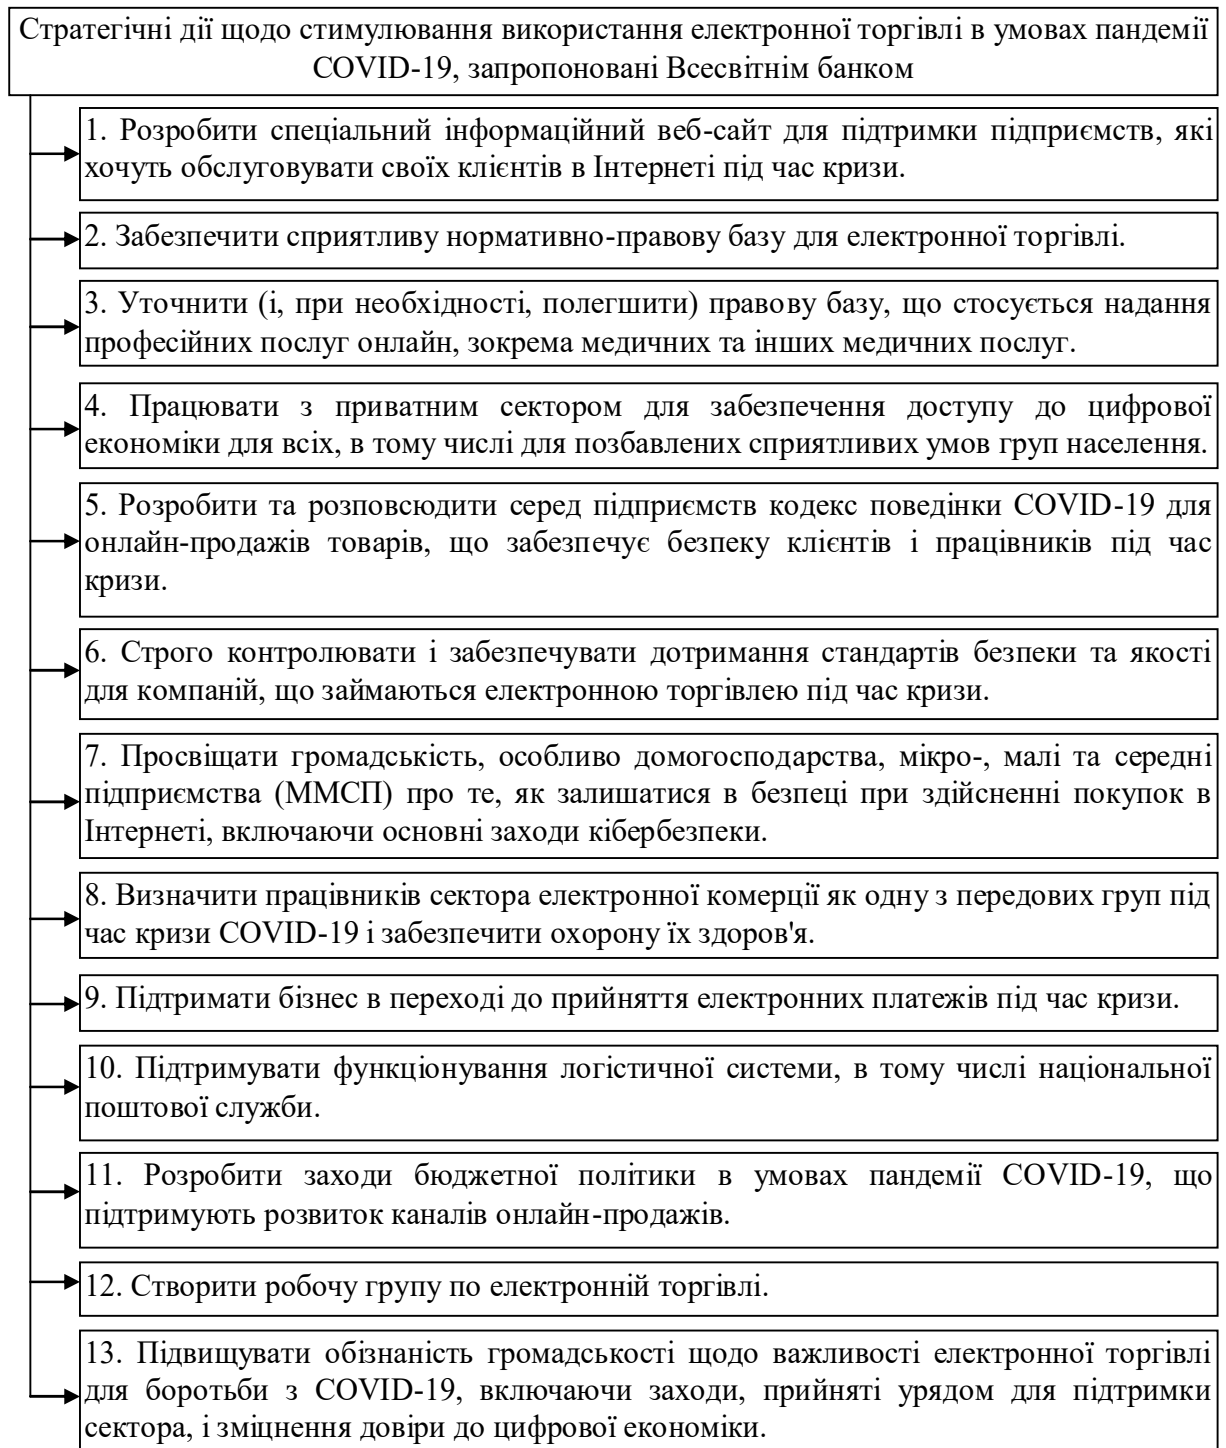 Стратегічні дії щодо стимулювання використання електронної торгівлі в умовах пандемії
COVID-19, запропоновані Всесвітнім банком
1. Розробити спеціальний інформаційний веб-сайт для підтримки підприємств, які
хочуть обслуговувати своїх клієнтів в Інтернеті під час кризи.
2. Забезпечити сприятливу нормативно-правову базу для електронної торгівлі.
3. Уточнити (і, при необхідності, полегшити) правову базу, що стосується надання
професійних послуг онлайн, зокрема медичних та інших медичних послуг.
4. Працювати з приватним сектором для забезпечення доступу до цифрової
економіки для всіх, в тому числі для позбавлених сприятливих умов груп населення.
5. Розробити та розповсюдити серед підприємств кодекс поведінки COVID-19 для
онлайн-продажів товарів, що забезпечує безпеку клієнтів і працівників під час
кризи.
6. Строго контролювати і забезпечувати дотримання стандартів безпеки та якості
для компаній, що займаються електронною торгівлею під час кризи.
7. Просвіщати громадськість, особливо домогосподарства, мікро-, малі та середні
підприємства (ММСП) про те, як залишатися в безпеці при здійсненні покупок в
Інтернеті, включаючи основні заходи кібербезпеки.
8. Визначити працівників сектора електронної комерції як одну з передових груп під
час кризи COVID-19 і забезпечити охорону їх здоров'я.
9. Підтримати бізнес в переході до прийняття електронних платежів під час кризи.
10. Підтримувати функціонування логістичної системи, в тому числі національної
поштової служби.
11. Розробити заходи бюджетної політики в умовах пандемії COVID-19, що
підтримують розвиток каналів онлайн-продажів.
12. Створити робочу групу по електронній торгівлі.
13. Підвищувати обізнаність громадськості щодо важливості електронної торгівлі
для боротьби з COVID-19, включаючи заходи, прийняті урядом для підтримки
сектора, і зміцнення довіри до цифрової економіки.